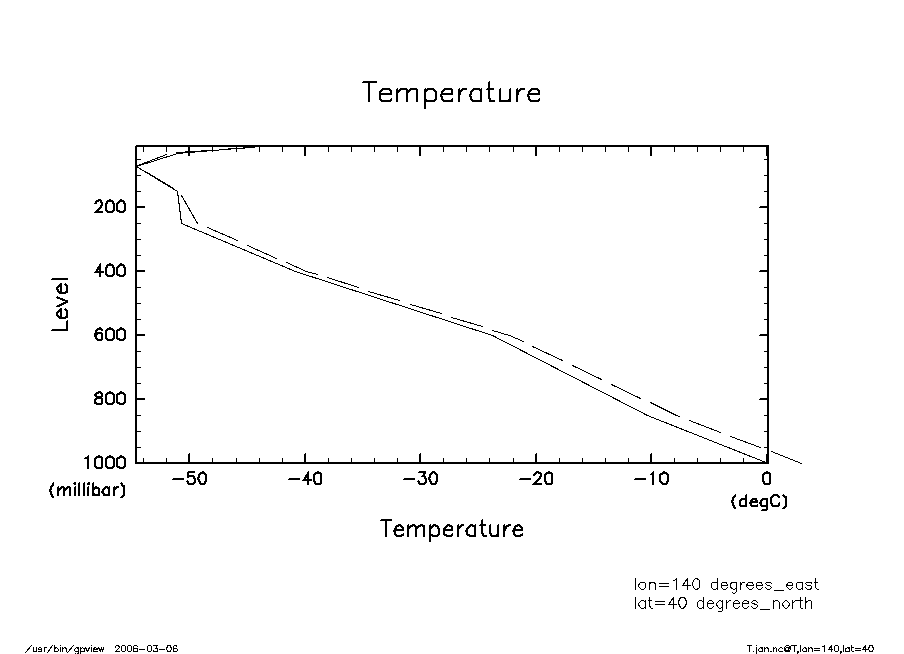 Temperature
200
400
600
800
1000
Level
(millibar)
−50 −40 −30 −20 −10 0
(degC)
Temperature
lon=140 degrees_east
lat=40 degrees_north
/usr/bin/gpview 2006−03−06
T.jan.nc@T,lon=140,lat=40